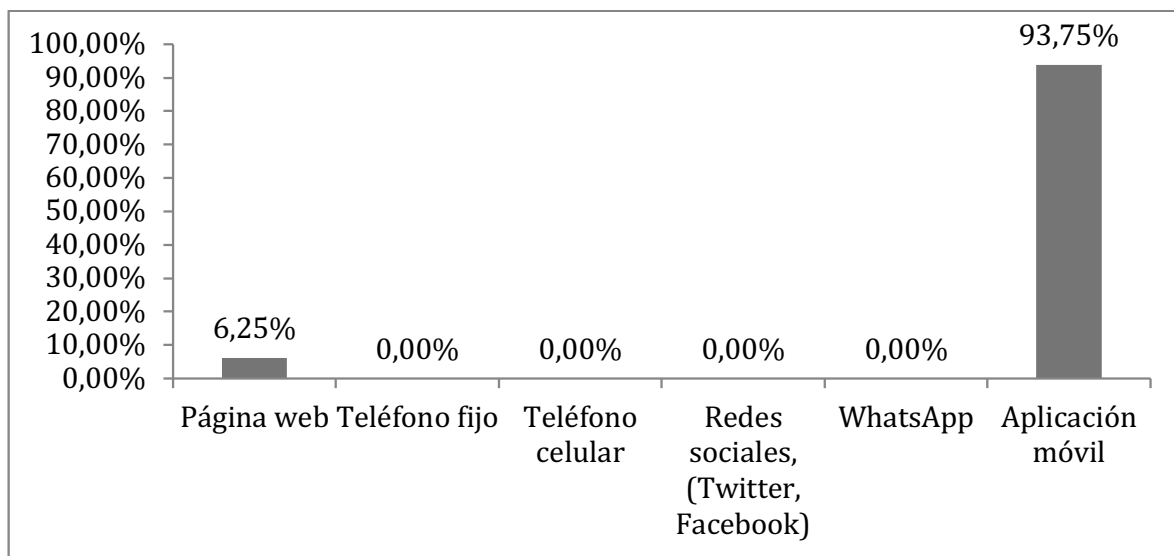 100,00%
90,00%
80,00%
70,00%
60,00%
50,00%
40,00%
30,00%
20,00%
10,00%
0,00%
6,25%
0,00%
0,00%
0,00%
0,00%
93,75%
Página web
Teléfono fijo
Teléfono
celular
Redes
sociales,
(Twitter,
Facebook)
WhatsApp
Aplicación
móvil